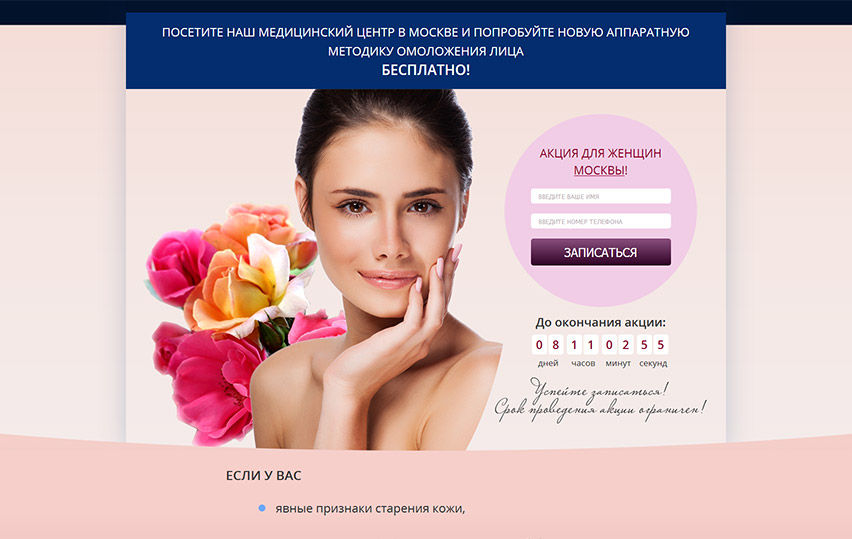 ПОСЕТИТЕ НАШ МЕДИЦИНСКИЙ ЦЕНТР В МОСКВЕ И ПОПРОБУЙТЕ НОВУЮ АППАРАТНУЮ
МЕТОДИКУ ОМОЛОЖЕНИЯ ЛИЦА
БЕСПЛАТНО!
АКЦИЯ ДЛЯ ЖЕНЩИН
МОСКВЫ!
ВВЕДИТЕ ВАШЕ ИМЯ
ВВЕДИТЕ НОМЕР ТЕЛЕФОНА
ЗАПИСАТЬСЯ
До окончания акции:
0 8 1 1 0 2 5 5
дней часов минут секунд
Успейте записаться!
Срок проведения акции ограничен!
ЕСЛИ У ВАС
явные признаки старения кожи,